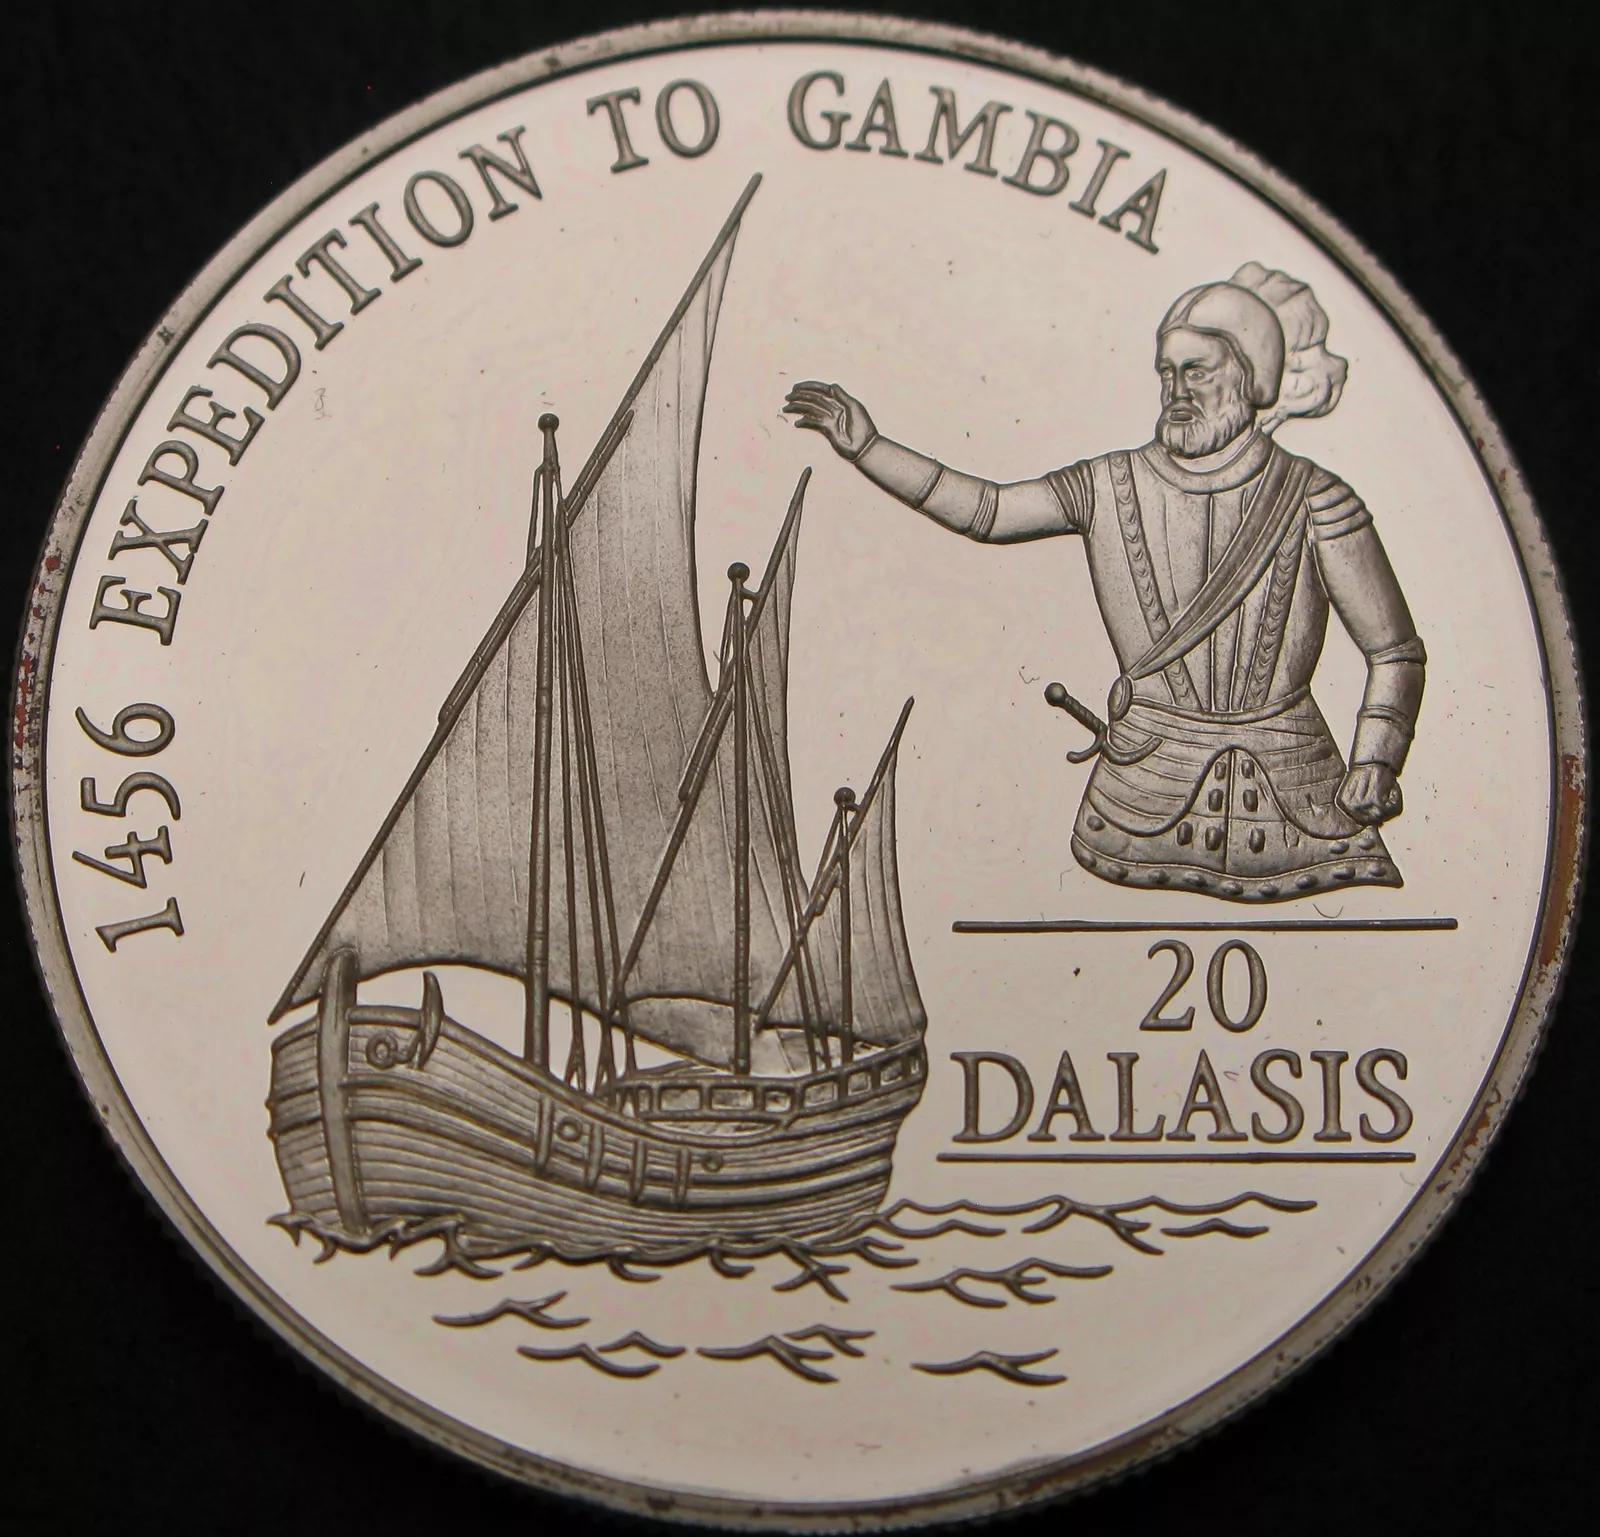 1456 EXPEDITION TO GAMBIA
20
DALASIS